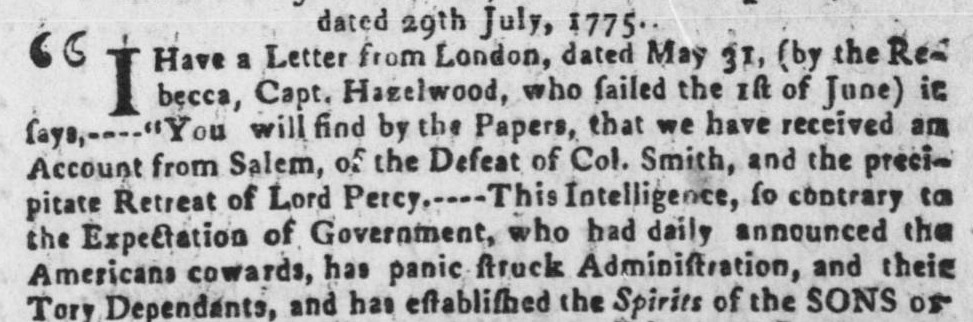 dated 29th July, 1775.
“ I Have a Letter from London, dated May 31, (by the Re-
becca, Capt. Hazelwood, who ſailed the 1ſt of June) it
ſays,----“You will find by the Papers, that we have received an
Account from Salem, of the Defeat of Col. Smith, and the preci-
pitate Retreat of Lord Percy.----This Intelligence, ſo contrary to
the Expectation of Government, who had daily announced the
Americans cowards, has panic ſtruck Adminiſtration, and their
Tory Dependants, and has eſtabliſhed the Spirits of the SONS OF